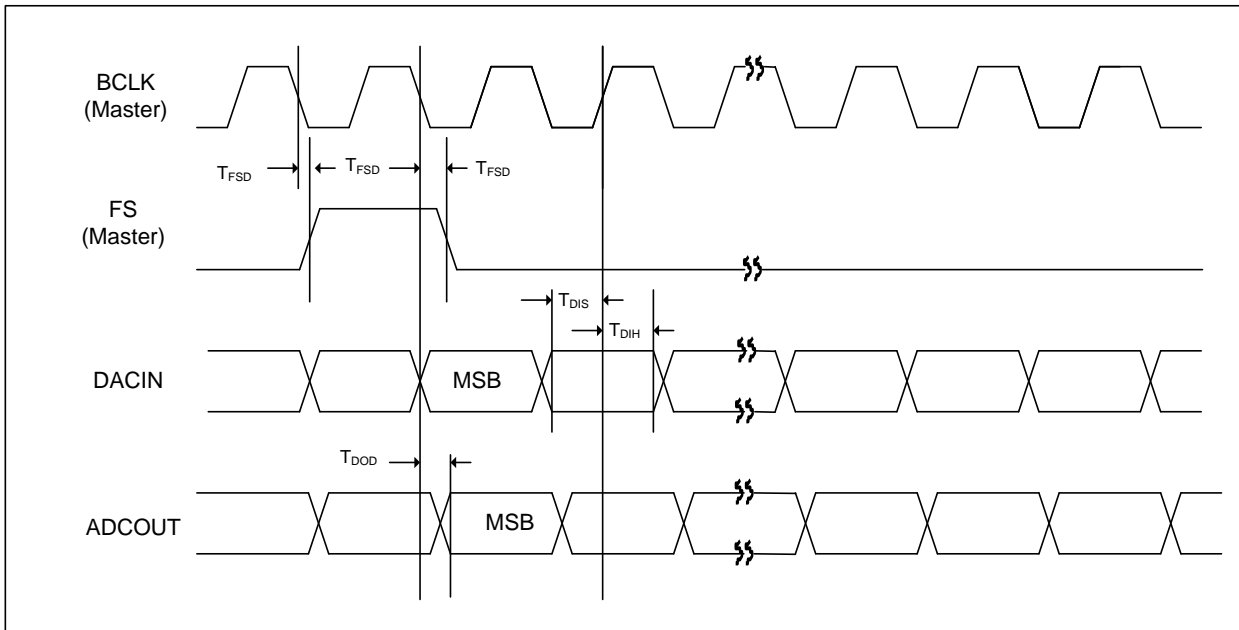 BCLK
(Master)
TFSD
TFSD
TFSD
FS
(Master)
TDIS
TDIH
DACIN
MSB
TDOD
ADCOUT
MSB